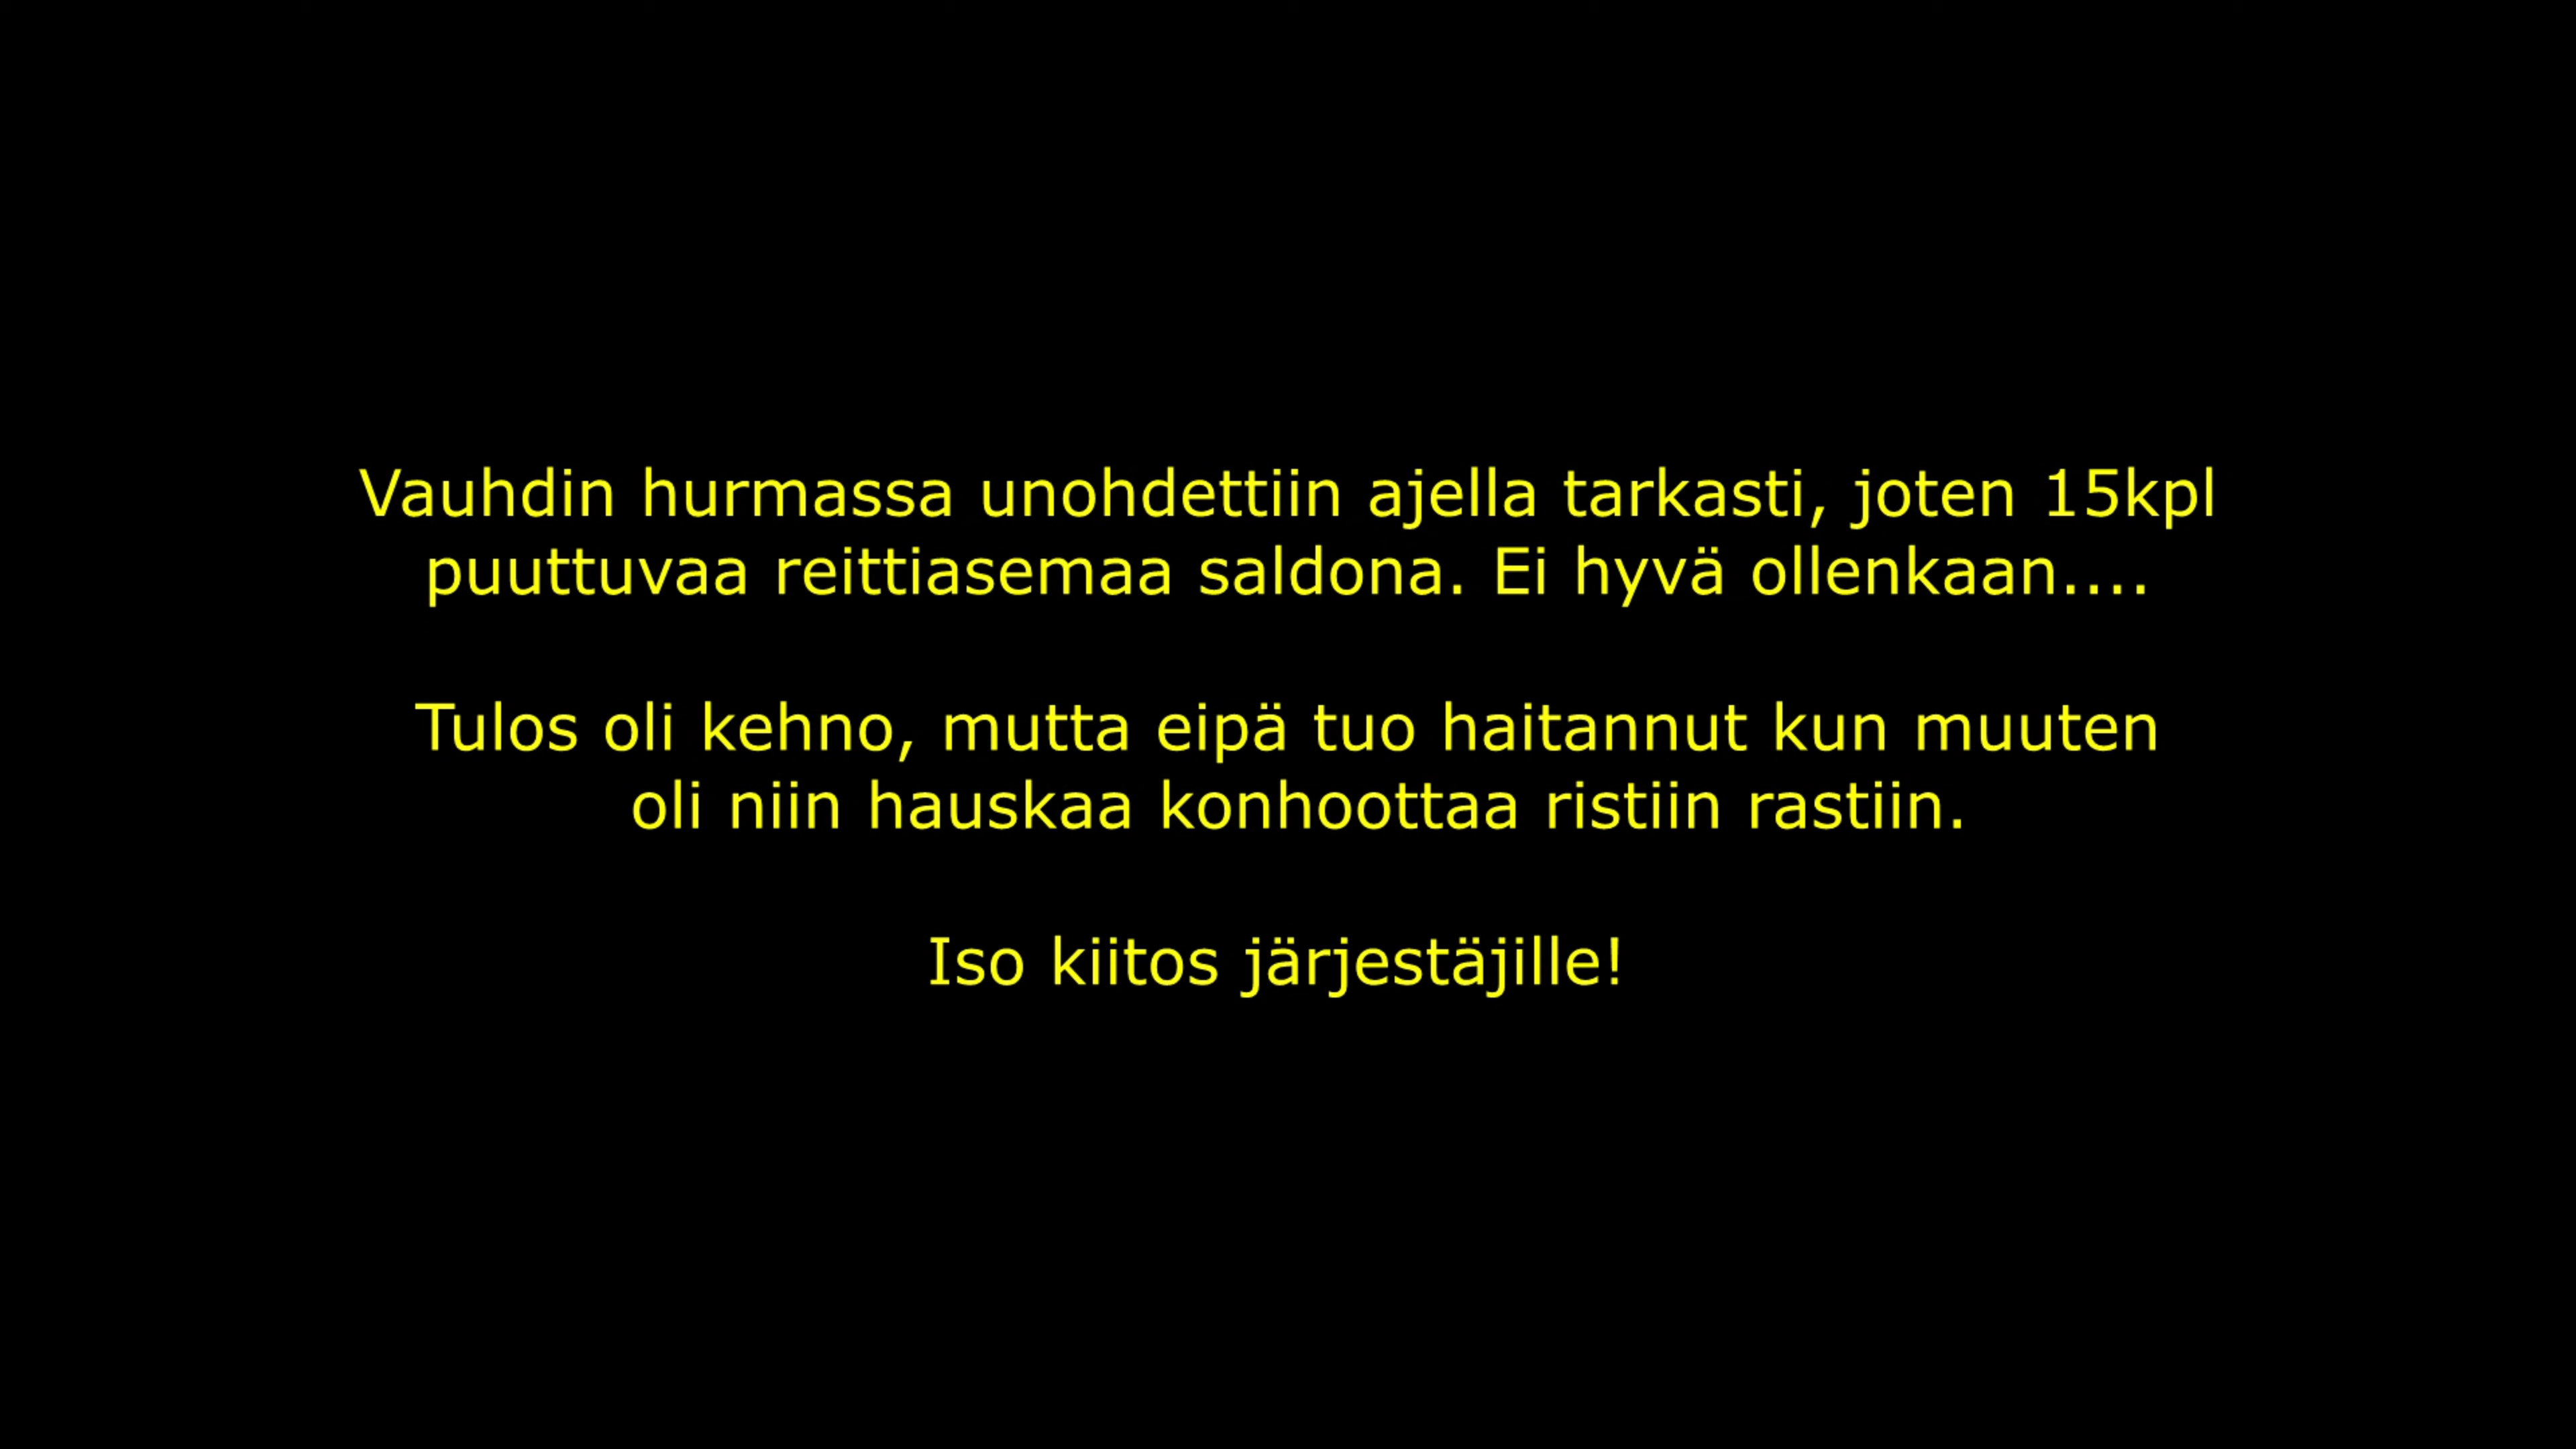 Vauhdin hurmassa unohdettiin ajella tarkasti, joten 15kpl
puuttuvaa reittiasemaa saldona. Ei hyvä ollenkaan....
Tulos oli kehno, mutta eipä tuo haitannut kun muuten
oli niin hauskaa konhoottaa ristiin rastiin.
Iso kiitos järjestäjille!